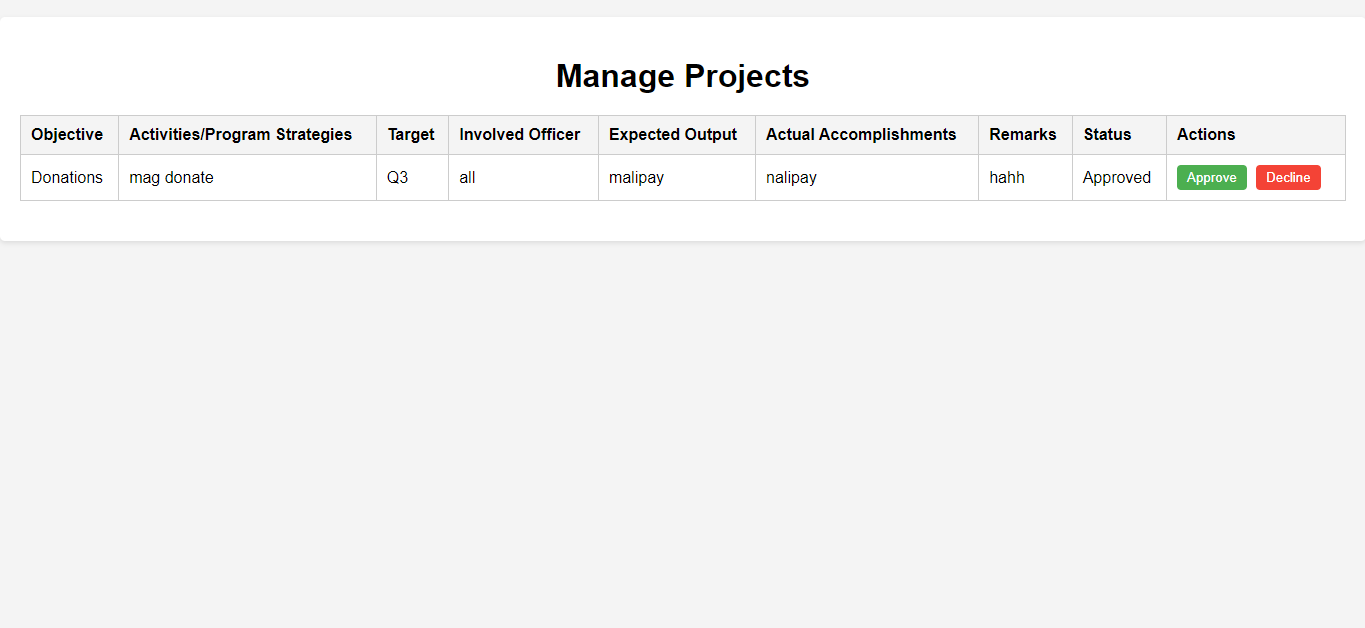 Manage Projects
Objective Activities/Program Strategies Target Involved Officer Expected Output Actual Accomplishments Remarks Status Actions
Donations mag donate Q3 all malipay nalipay hahh Approved Approve Decline